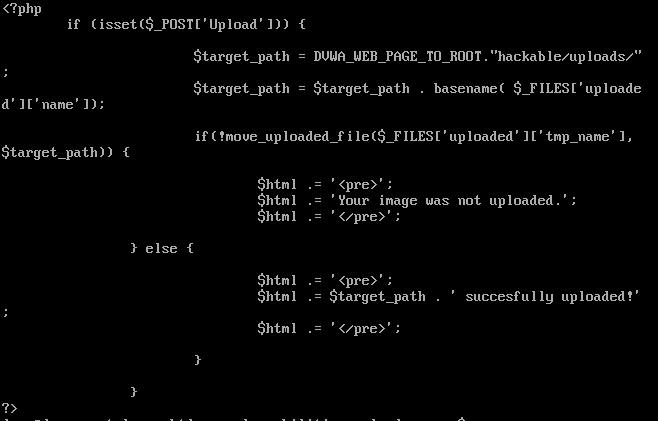 <?php
if (isset($_POST['Upload'])) {
$target_path = DVWA_WEB_PAGE_TO_ROOT."hackable/uploads/"
;
$target_path = $target_path . basename( $_FILES['uploade
d']['name']);
if(!move_uploaded_file($_FILES['uploaded']['tmp_name'],
$target_path)) {
$html .= '<pre>';
$html .= 'Your image was not uploaded.';
$html .= '</pre>';
} else {
$html .= '<pre>';
$html .= $target_path . ' succesfully uploaded!'
;
$html .= '</pre>';
}
}
?>